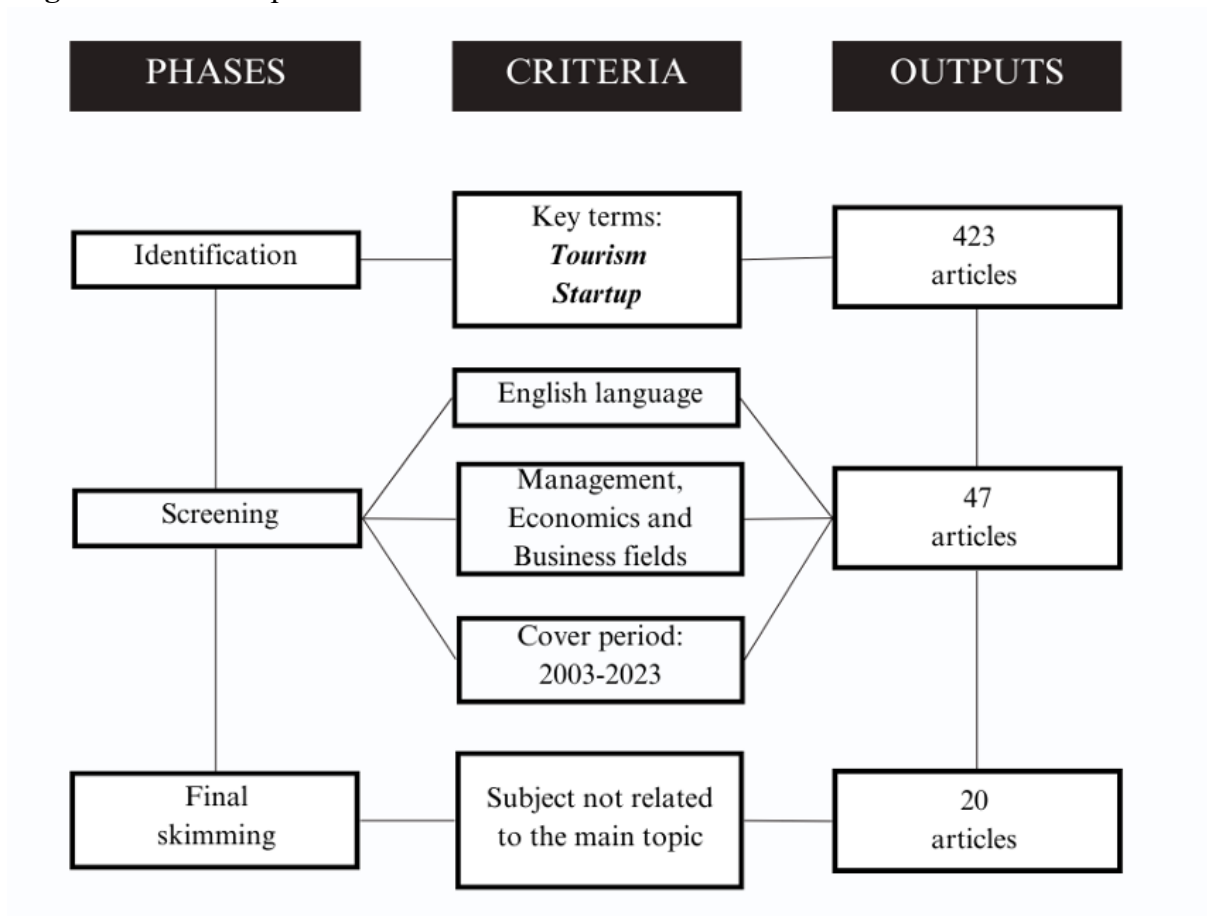 PHASES
CRITERIA
OUTPUTS
Identification
Key terms:
Tourism
Startup
423
articles
Screening
English language
Management,
Economics and
Business fields
Cover period:
2003-2023
47
articles
Final
skimming
Subject not related
to the main topic
20
articles